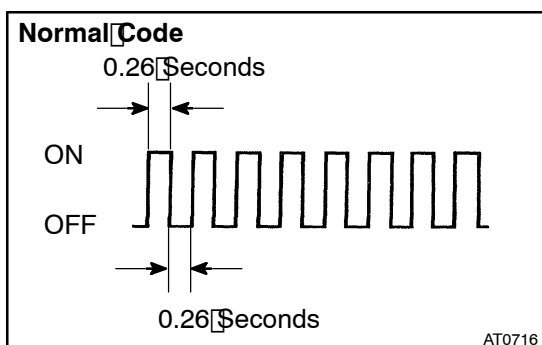 Normal Code
0.26 Seconds
ON
OFF
0.26 Seconds
AT0716